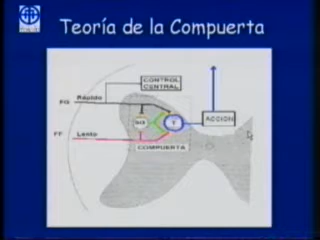 Teoría de la Compuerta
CONTROL
CENTRAL
Rápido
FG
SG
T
ACCION
FF
Lento
COMPUERTA